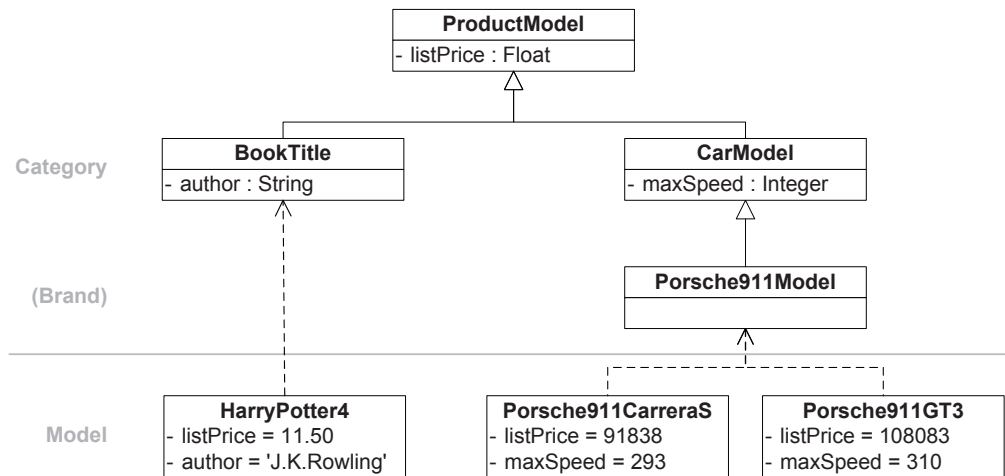 ProductModel
- listPrice : Float
Category
BookTitle
- author : String
CarModel
- maxSpeed : Integer
(Brand)
Porsche911Model
Model
HarryPotter4
- listPrice = 11.50
- author = 'J.K.Rowling'
Porsche911CarreraS
- listPrice = 91838
- maxSpeed = 293
Porsche911GT3
- listPrice = 108083
- maxSpeed = 310